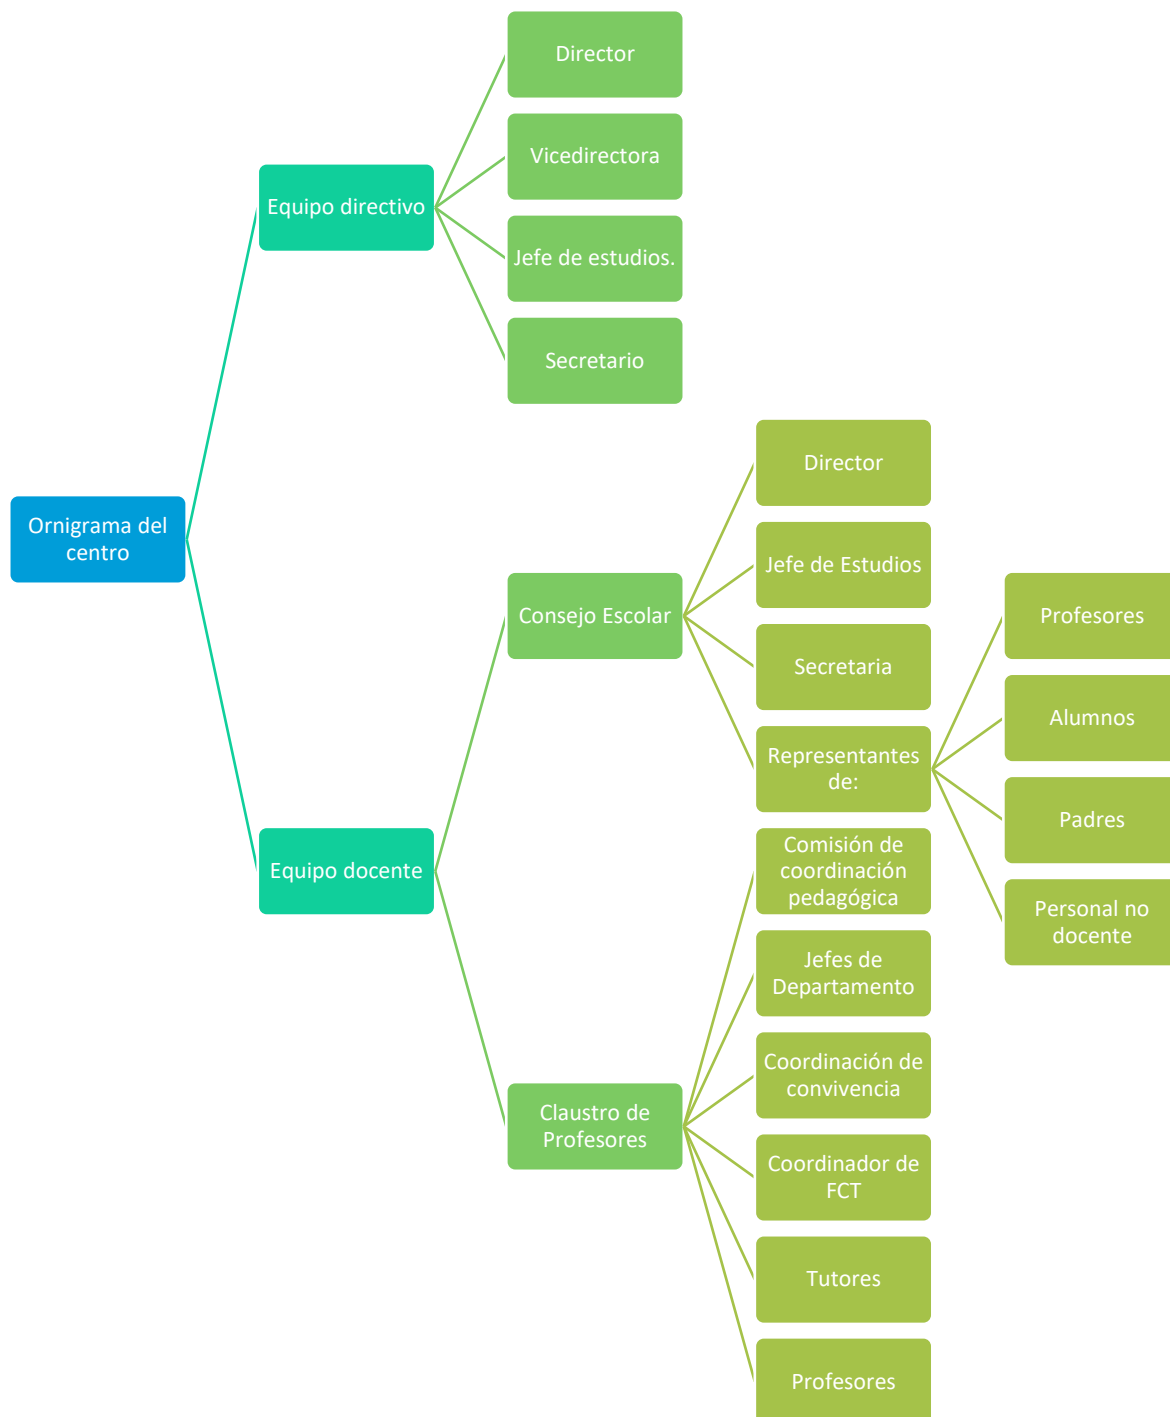 Ornigrama del
centro
Equipo directivo
Director
Vicedirectora
Jefe de estudios.
Secretario
Equipo docente
Consejo Escolar
Director
Jefe de Estudios
Secretaria
Representantes
de:
Profesores
Alumnos
Padres
Personal no
docente
Claustro de
Profesores
Comisión de
coordinación
pedagógica
Jefes de
Departamento
Coordinación de
convivencia
Coordinador de
FCT
Tutores
Profesores